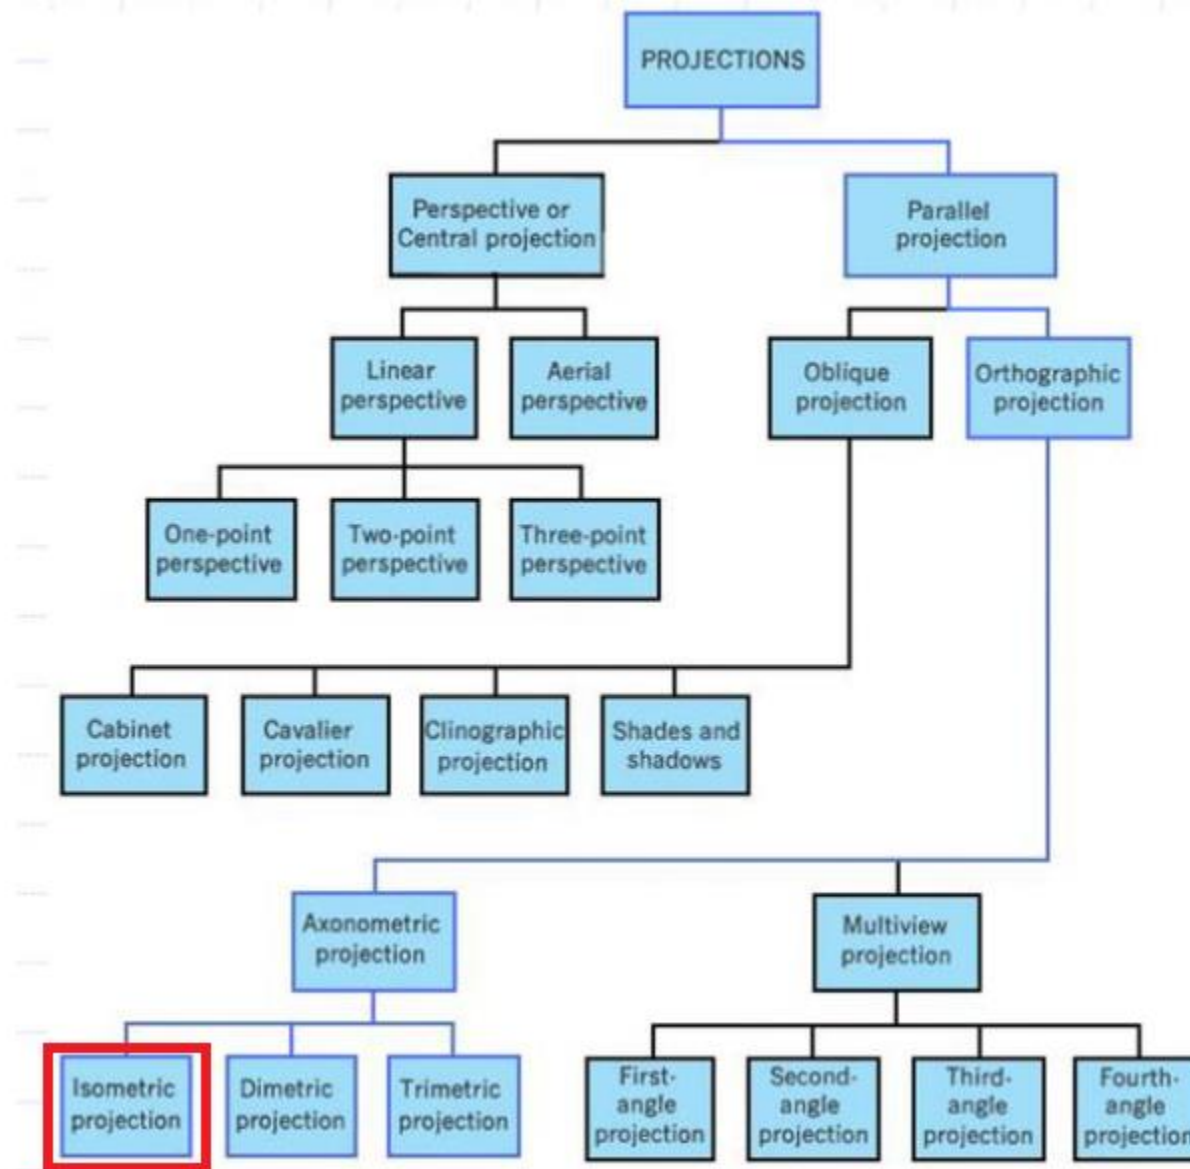 PROJECTIONS
Perspective or
Central projection
Parallel
projection
Linear
perspective
Aerial
perspective
Oblique
projection
Orthographic
projection
One-point
perspective
Two-point
perspective
Three-point
perspective
Cabinet
projection
Cavalier
projection
Clinographic
projection
Shades and
shadows
Axonometric
projection
Multiview
projection
Isometric
projection
Dimetric
projection
Trimetric
projection
First-
angle
projection
Second-
angle
projection
Third-
angle
projection
Fourth-
angle
projection